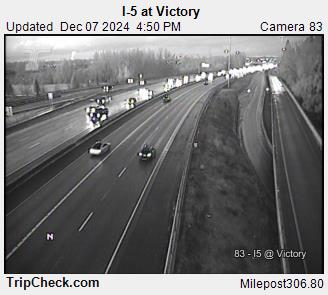 I-5 at Victory
Updated Dec 07 2024 4:50 PM Camera 83
N
83 - I5 @ Victory
TripCheck.com Milepost306.80